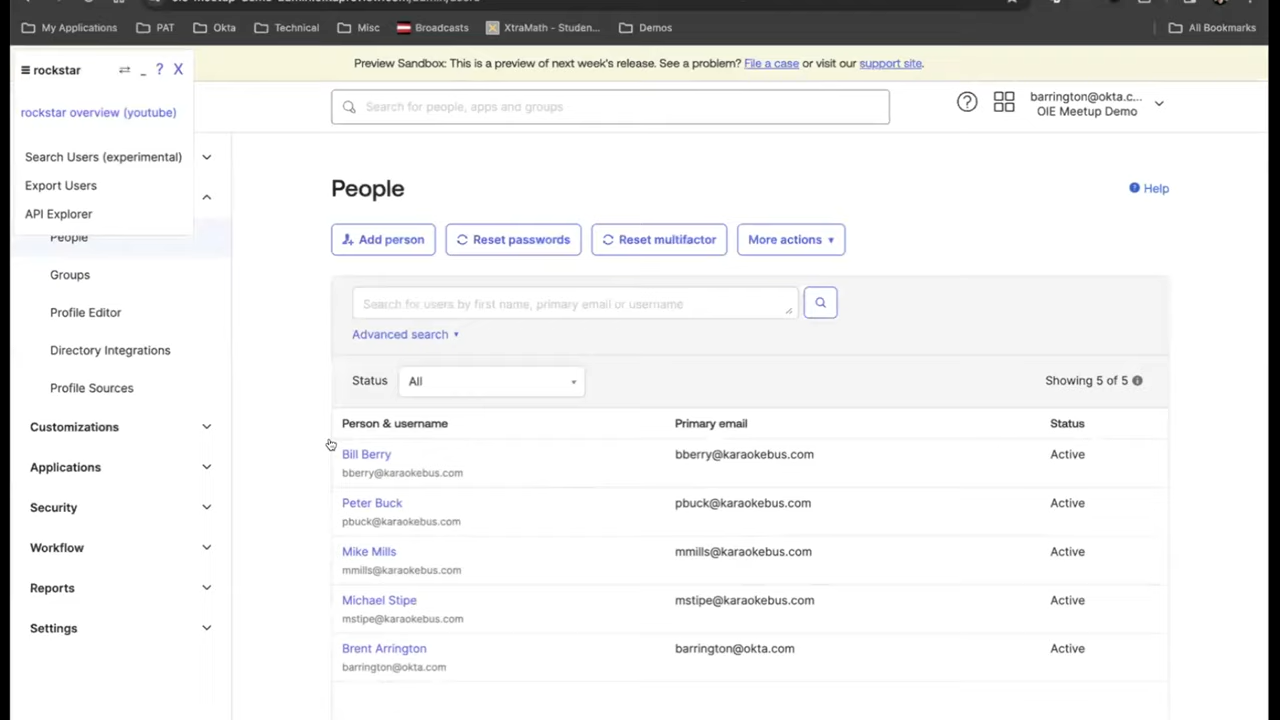 My Applications PAT Okta Technical Misc Broadcasts XtraMath - Studen... Demos All Bookmarks
rockstar _ ? X
Preview Sandbox: This is a preview of next week's release. See a problem? File a case or visit our support site.
rockstar overview (youtube)
Search for people, apps and groups
barrington@okta.c...
OIE Meetup Demo
Search Users (experimental)
Export Users
API Explorer
People
Groups
Profile Editor
Directory Integrations
Profile Sources
Customizations
Applications
Security
Workflow
Reports
Settings
People
Help
Add person Reset passwords Reset multifactor More actions
Search for users by first name, primary email or username
Advanced search
Status All Showing 5 of 5
Person & username Primary email Status
Bill Berry bberry@karaokebus.com Active
bberry@karaokebus.com
Peter Buck pbuck@karaokebus.com Active
pbuck@karaokebus.com
Mike Mills mmills@karaokebus.com Active
mmills@karaokebus.com
Michael Stipe mstipe@karaokebus.com Active
mstipe@karaokebus.com
Brent Arrington barrington@okta.com Active
barrington@okta.com